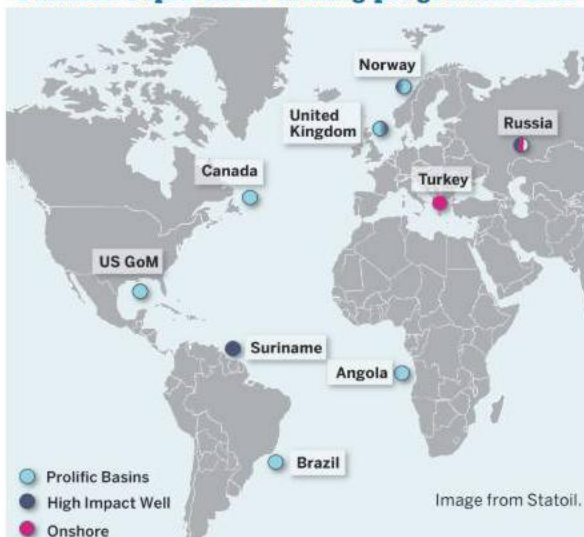 Norway
United
Kingdom
Russia
Canada
Turkey
US GoM
Suriname
Angola
Brazil
Prolific Basins
High Impact Well
Onshore
Image from Statoil.